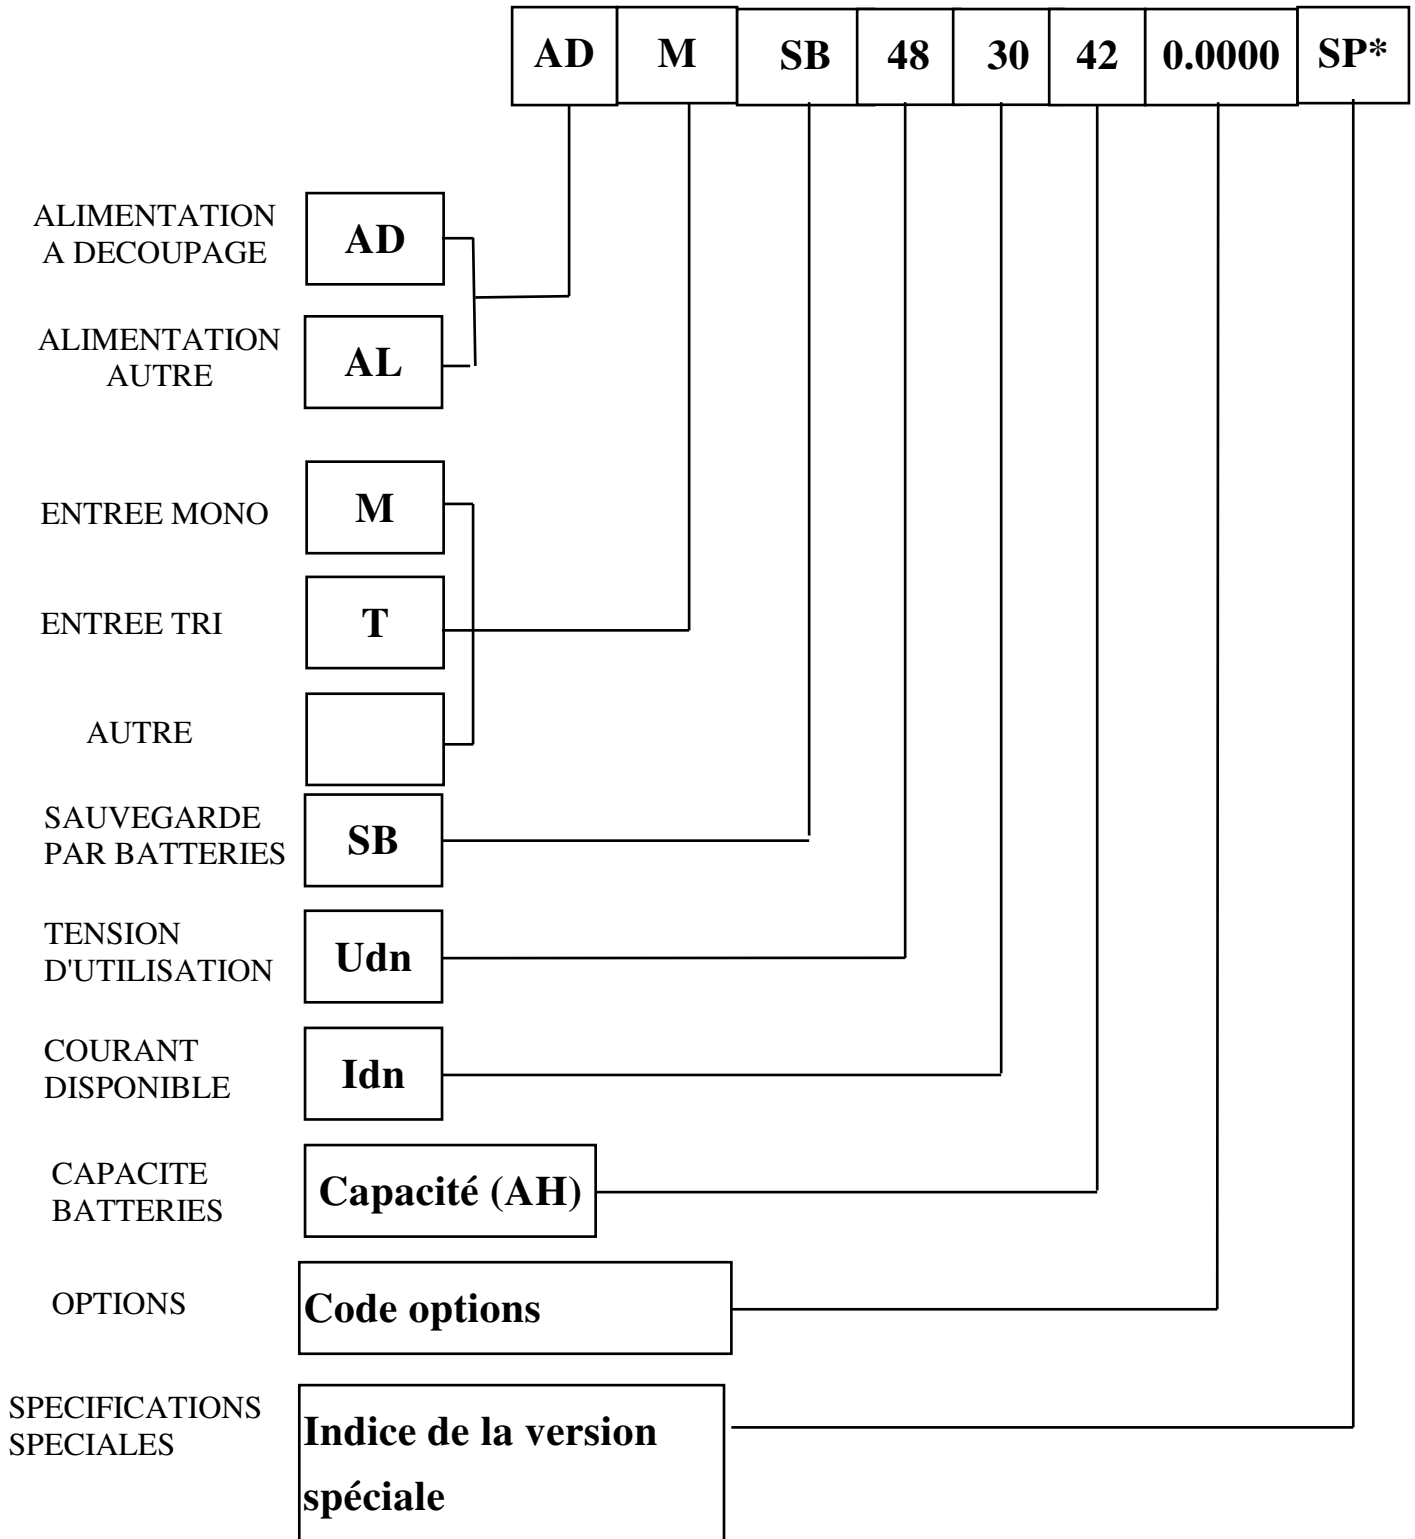 AD M SB 48 30 42 0.0000 SP*
ALIMENTATION
A DECOUPAGE
AD
ALIMENTATION
AUTRE
AL
ENTREE MONO
M
ENTREE TRI
T
AUTRE
SAUVEGARDE
PAR BATTERIES
SB
TENSION
D'UTILISATION
Udn
COURANT
DISPONIBLE
Idn
CAPACITE
BATTERIES
Capacité (AH)
OPTIONS
Code options
SPECIFICATIONS
SPECIALES
Indice de la version
spéciale